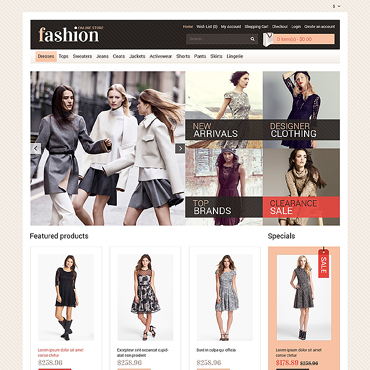 $
ONLINE STORE
fashion
Home Wish List (0) My Account Shopping Cart Checkout Login Create an account
0 item(s) - $0.00
Dresses Tops Sweaters Jeans Coats Jackets Activewear Shorts Pants Skirts Lingerie
NEW
ARRIVALS
DESIGNER
CLOTHING
TOP
BRANDS
CLEARANCE
SALE
Featured products
Specials
SALE
Lorem ipsum dolor sit amet conse ctetur
$258.96
Excepteur sint occaecat cupid-atat non proident
$258.96
Sunt in culpa qu officia
$258.96
Lorem ipsum dolor sit amet conse ctetur
$178.89 $258.96